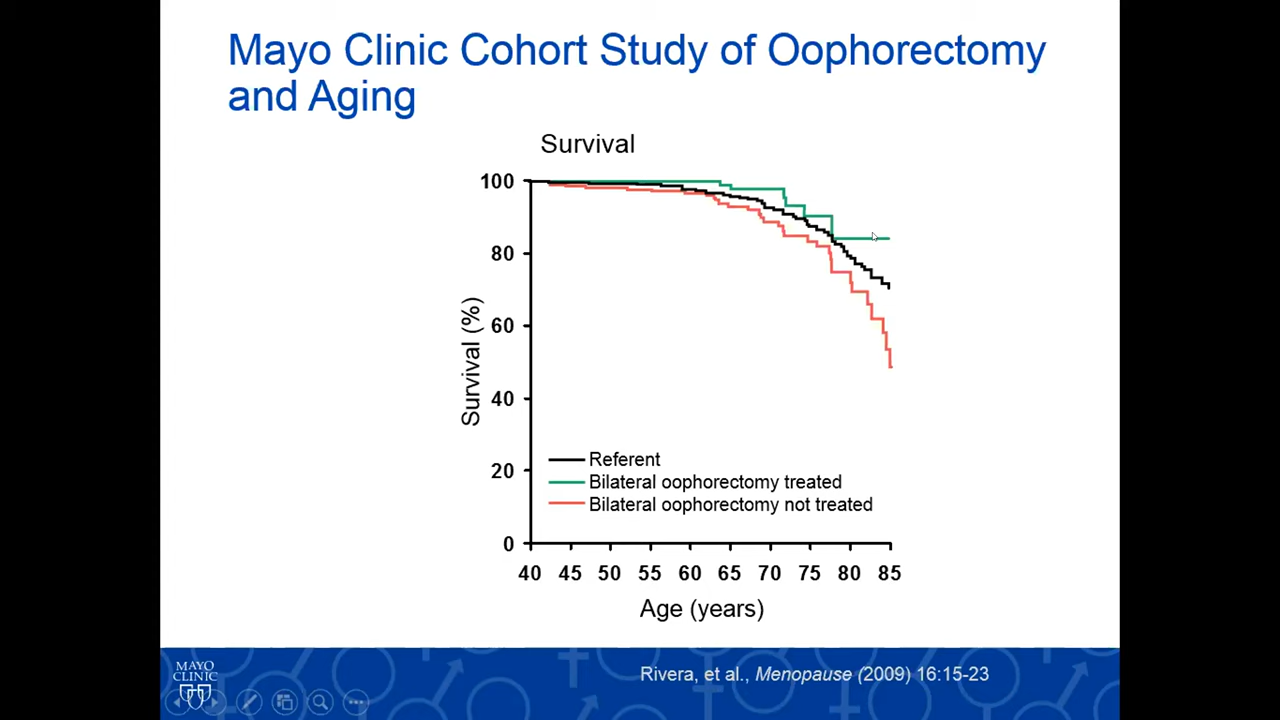 Mayo Clinic Cohort Study of Oophorectomy
and Aging
Survival
100
80
60
40
20
0
Survival (%)
Referent
Bilateral oophorectomy treated
Bilateral oophorectomy not treated
40 45 50 55 60 65 70 75 80 85
Age (years)
MAYO
CLINIC
Rivera, et al., Menopause (2009) 16:15-23